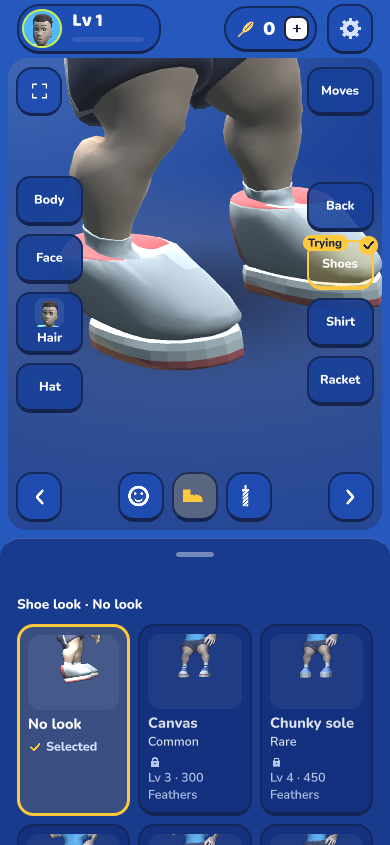 Lv 1
0
+
Moves
Body
Back
Trying
Face
Shoes
Hair
Shirt
Hat
Racket
Shoe look · No look
No look
Selected
Canvas
Common
Lv 3 · 300
Feathers
Chunky sole
Rare
Lv 4 · 450
Feathers